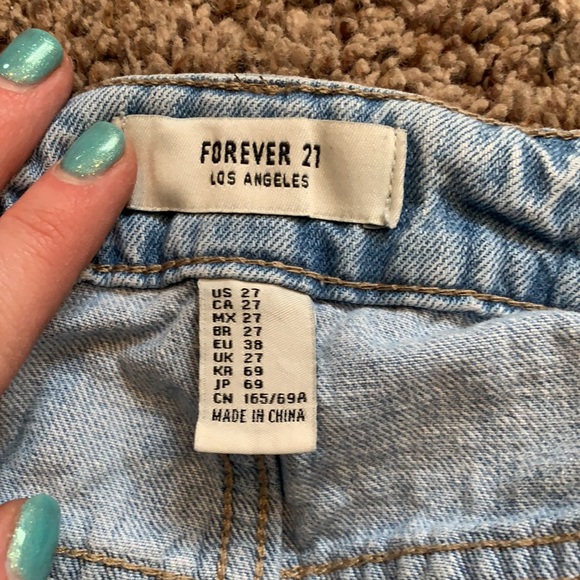 FOREVER 21
LOS ANGELES
US 27
CA 27
MX 27
BR 27
EU 38
UK 27
KR 69
JP 69
CN 165/69A
MADE IN CHINA